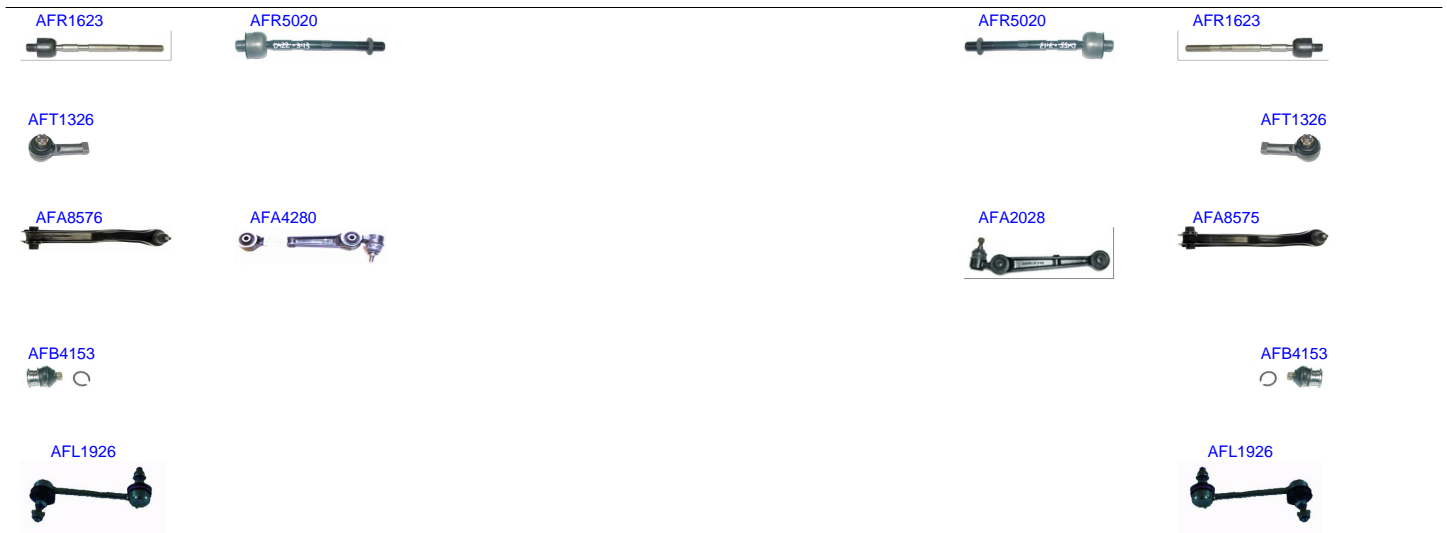 AFR1623 AFR5020 AFR5020 AFR1623
AFT1326 AFT1326
AFA8576 AFA4280 AFA2028 AFA8575
AFB4153 AFB4153
AFL1926 AFL1926